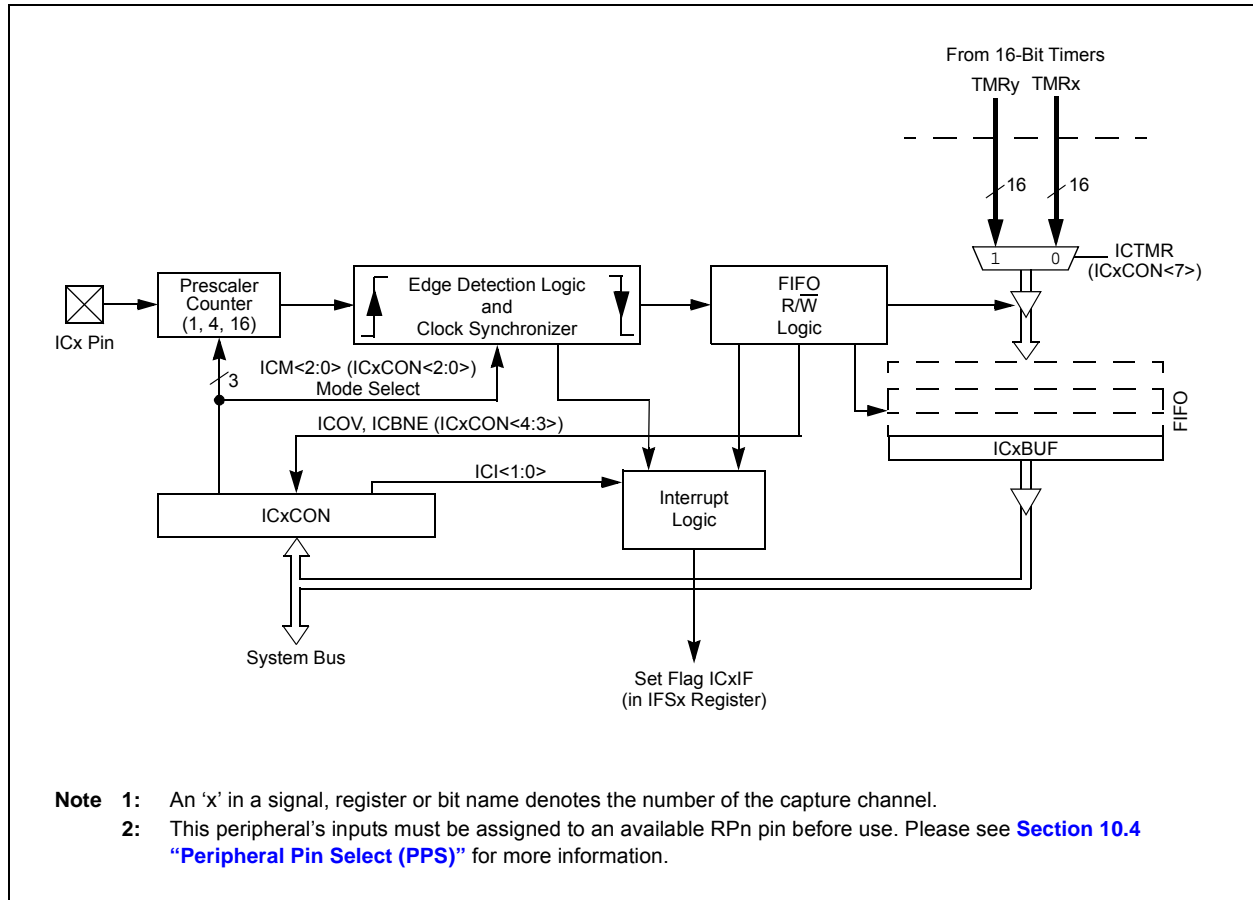 From 16-Bit Timers
TMRy TMRx
16 16
1 0
ICTMR
(ICxCON<7>)
Prescaler
Counter
(1, 4, 16)
Edge Detection Logic
and
Clock Synchronizer
FIFO
R/W̅
Logic
ICx Pin
3
ICM<2:0> (ICxCON<2:0>)
Mode Select
FIFO
ICOV, ICBNE (ICxCON<4:3>)
ICxBUF
ICI<1:0>
ICxCON
Interrupt
Logic
System Bus
Set Flag ICxIF
(in IFSx Register)
Note 1: An ‘x’ in a signal, register or bit name denotes the number of the capture channel.
2: This peripheral’s inputs must be assigned to an available RPn pin before use. Please see Section 10.4
“Peripheral Pin Select (PPS)” for more information.